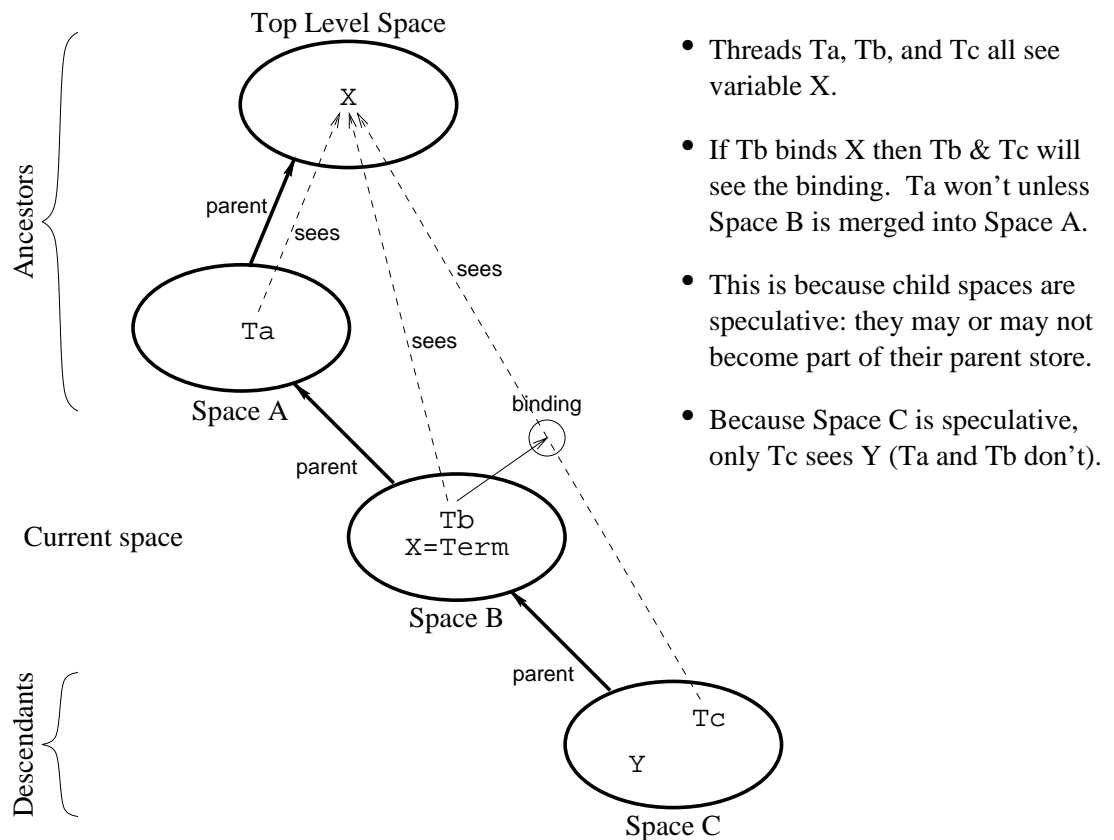 Top Level Space
X
Ancestors
parent
sees
sees
sees
Ta
Space A
binding
parent
Current space
Tb
X=Term
Space B
parent
Descendants
Tc
Y
Space C
• Threads Ta, Tb, and Tc all see
variable X.
• If Tb binds X then Tb & Tc will
see the binding. Ta won't unless
Space B is merged into Space A.
• This is because child spaces are
speculative: they may or may not
become part of their parent store.
• Because Space C is speculative,
only Tc sees Y (Ta and Tb don't).